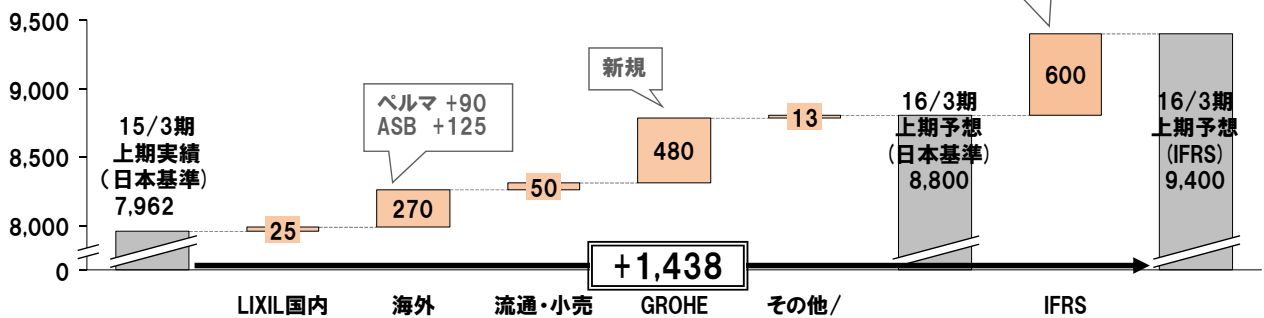 9,500
9,000
8,500
8,000
0
15/3期
上期実績
(日本基準)
7,962
25
ペルマ +90
ASB +125
270
50
新規
480
13
16/3期
上期予想
(日本基準)
8,800
600
16/3期
上期予想
(IFRS)
9,400
+1,438
LIXIL国内
海外
流通・小売
GROHE
その他/
IFRS